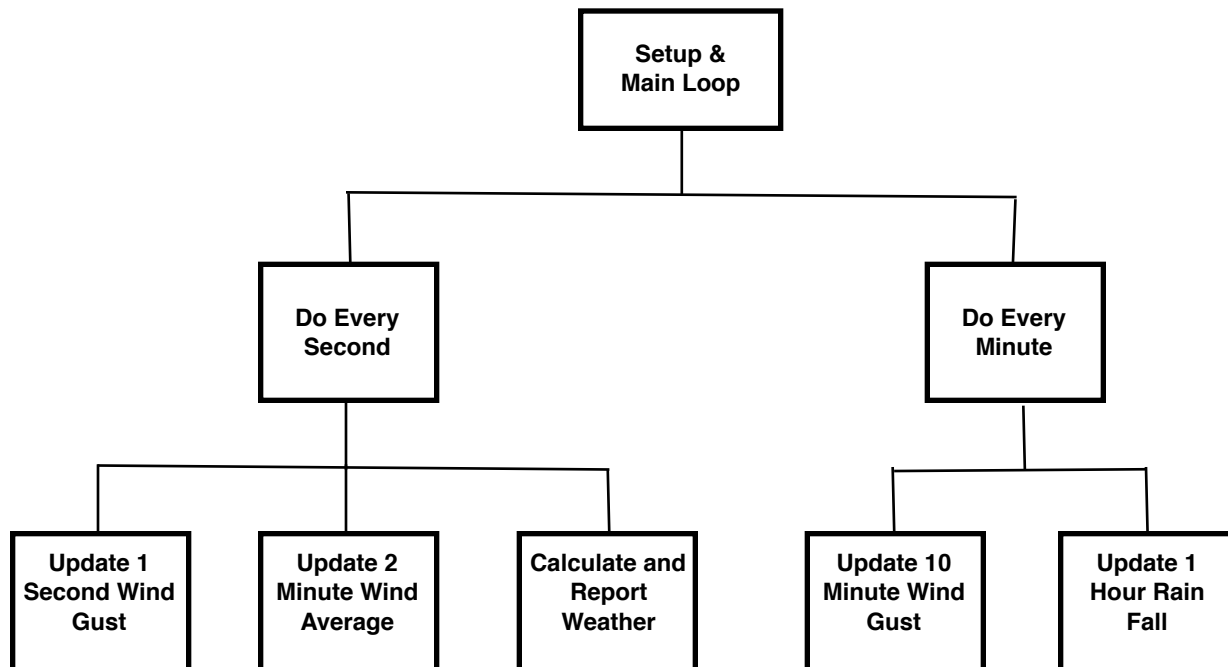 Setup &
Main Loop
Do Every
Second
Do Every
Minute
Update 1
Second Wind
Gust
Update 2
Minute Wind
Average
Calculate and
Report
Weather
Update 10
Minute Wind
Gust
Update 1
Hour Rain
Fall